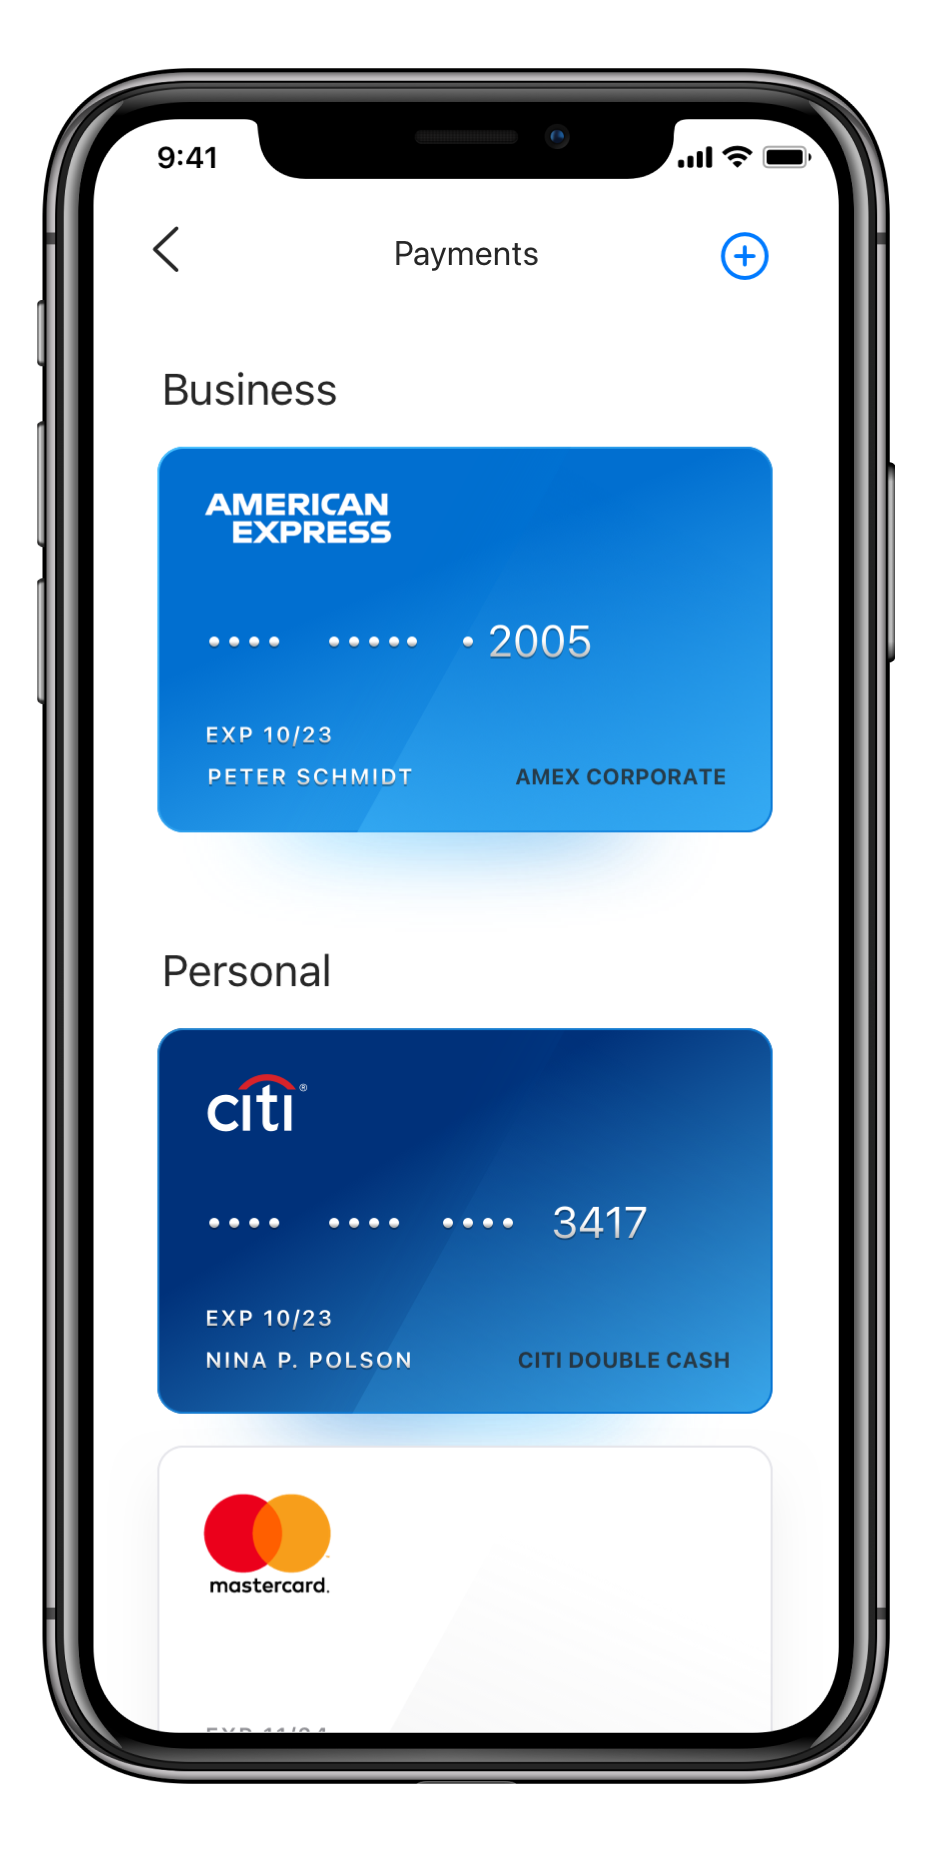 9:41
Payments
Business
AMERICAN
EXPRESS
•••• ••••• •2005
EXP 10/23
PETER SCHMIDT AMEX CORPORATE
Personal
citi®
•••• •••• •••• 3417
EXP 10/23
NINA P. POLSON CITI DOUBLE CASH
mastercard.
EXP